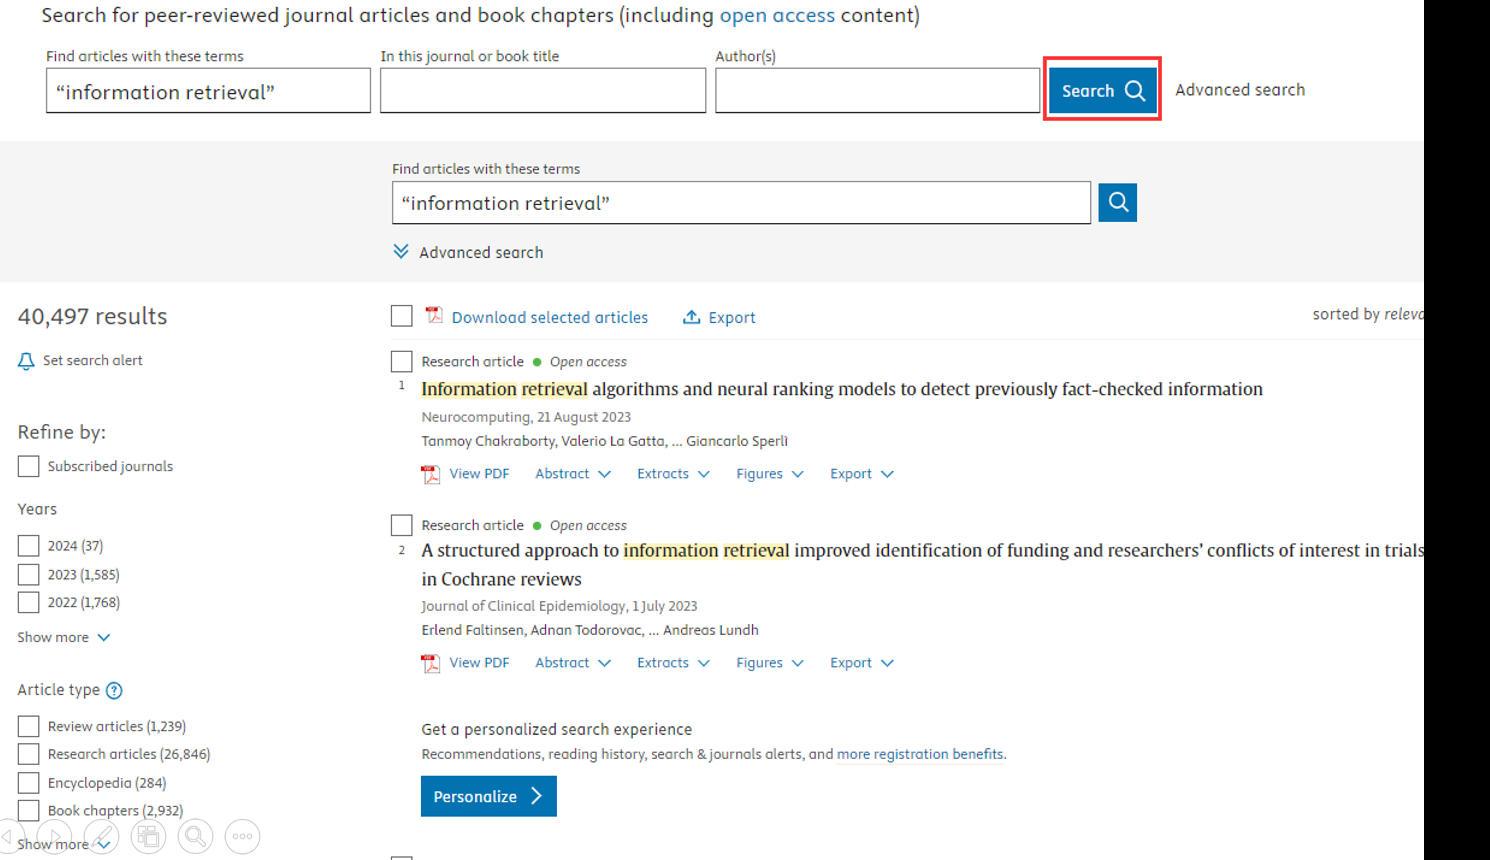 Search for peer-reviewed journal articles and book chapters (including open access content)
Find articles with these terms
In this journal or book title
Author(s)
“information retrieval”
Search
Advanced search
Find articles with these terms
“information retrieval”
Advanced search
40,497 results
Set search alert
Refine by:
Subscribed journals
Years
2024 (37)
2023 (1,585)
2022 (1,768)
Show more
Article type
Review articles (1,239)
Research articles (26,846)
Encyclopedia (284)
Book chapters (2,932)
Show more
Download selected articles
Export
sorted by
Research article Open access
1 Information retrieval algorithms and neural ranking models to detect previously fact-checked information
Neurocomputing, 21 August 2023
Tanmoy Chakraborty, Valerio La Gatta, ... Giancarlo Sperlì
View PDF Abstract Extracts Figures Export
Research article Open access
2 A structured approach to information retrieval improved identification of funding and researchers’ conflicts of interest in trials
in Cochrane reviews
Journal of Clinical Epidemiology, 1 July 2023
Erlend Faltinsen, Adnan Todorovac, ... Andreas Lundh
View PDF Abstract Extracts Figures Export
Get a personalized search experience
Recommendations, reading history, search & journals alerts, and more registration benefits.
Personalize